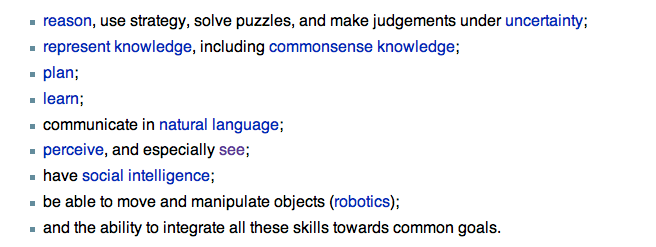 reason, use strategy, solve puzzles, and make judgements under uncertainty;
represent knowledge, including commonsense knowledge;
plan;
learn;
communicate in natural language;
perceive, and especially see;
have social intelligence;
be able to move and manipulate objects (robotics);
and the ability to integrate all these skills towards common goals.